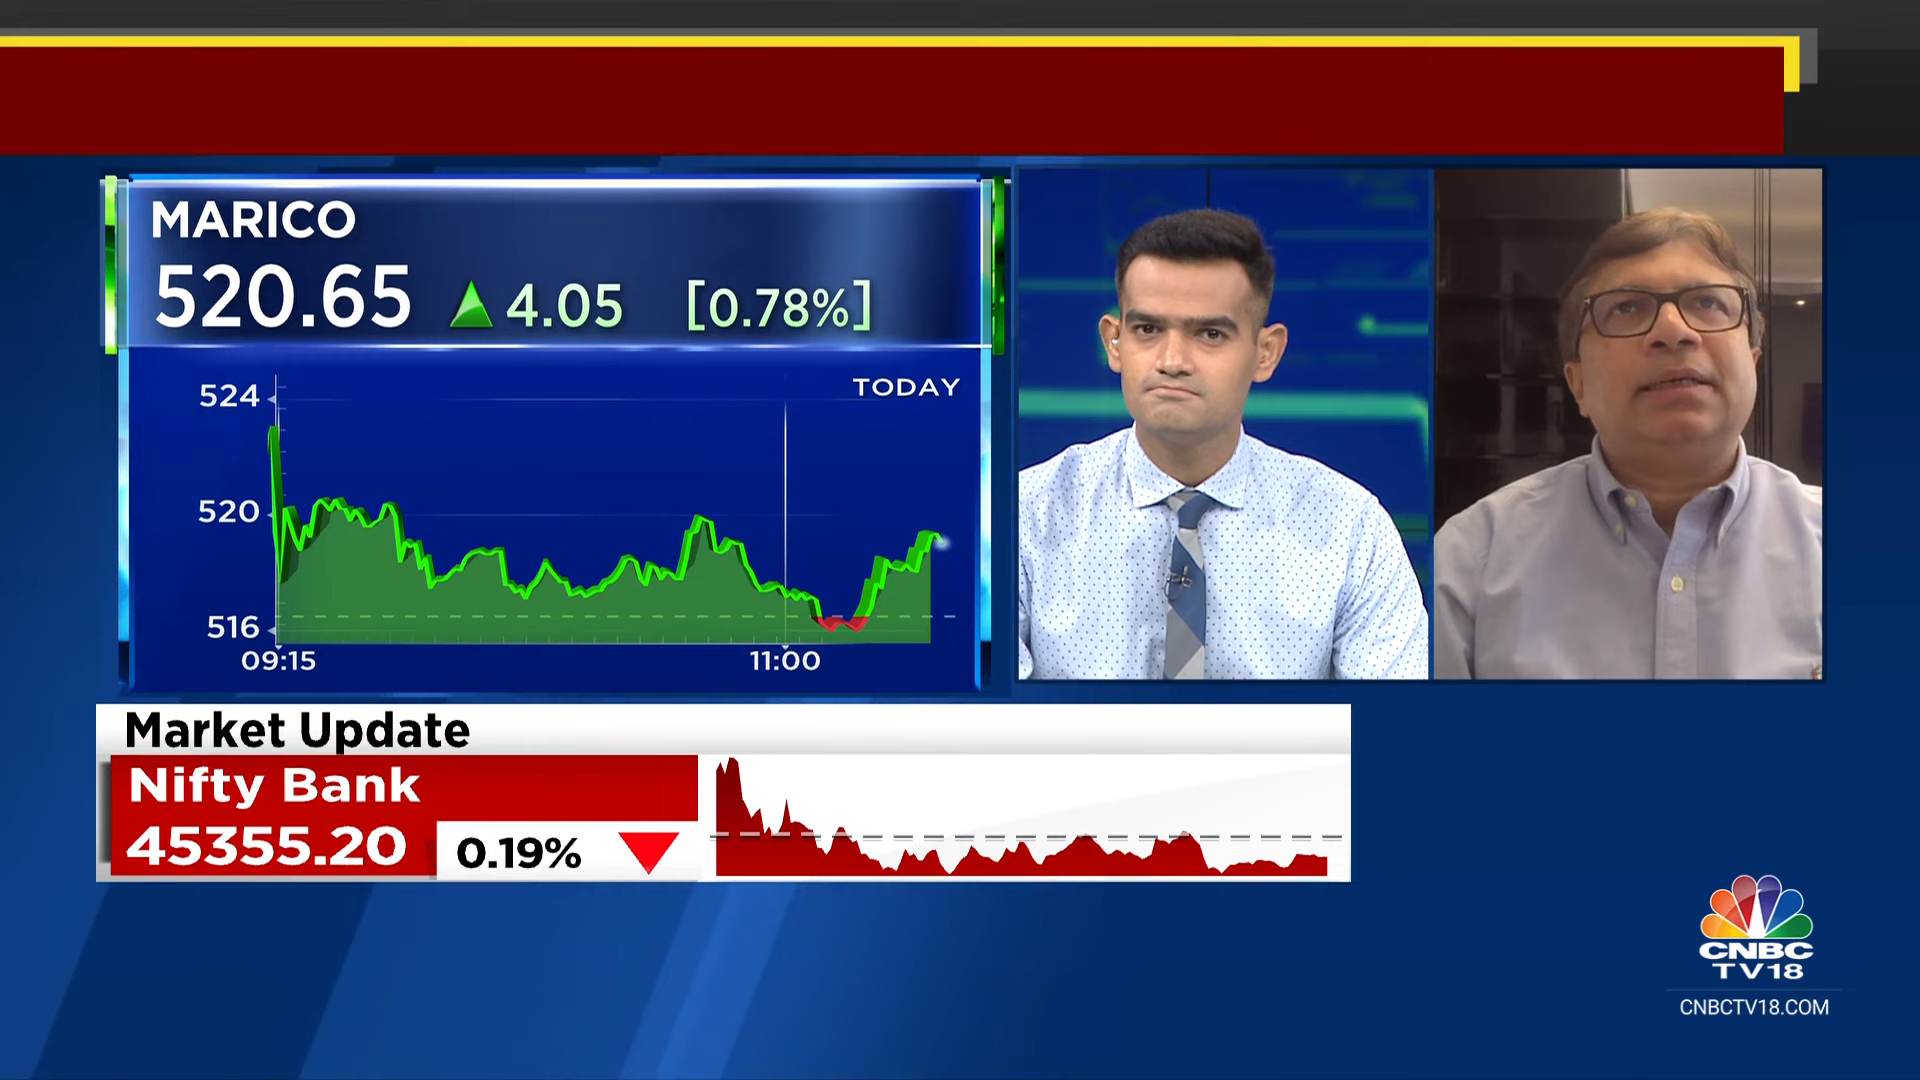 MARICO
520.65 ▲ 4.05 [0.78%]
TODAY
524
520
516
09:15 11:00
Market Update
Nifty Bank
45355.20
0.19% ▼
CNBC
TV18
CNBCTV18.COM